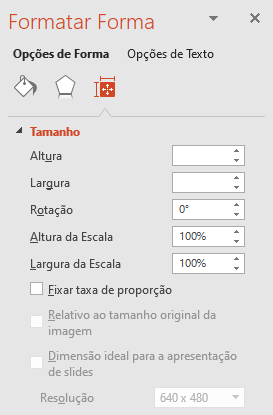 Formatar Forma
Opções de Forma Opções de Texto
Tamanho
Altura
Largura
Rotação 0°
Altura da Escala 100%
Largura da Escala 100%
Fixar taxa de proporção
Relativo ao tamanho original da
imagem
Dimensão ideal para a apresentação
de slides
Resolução 640 x 480